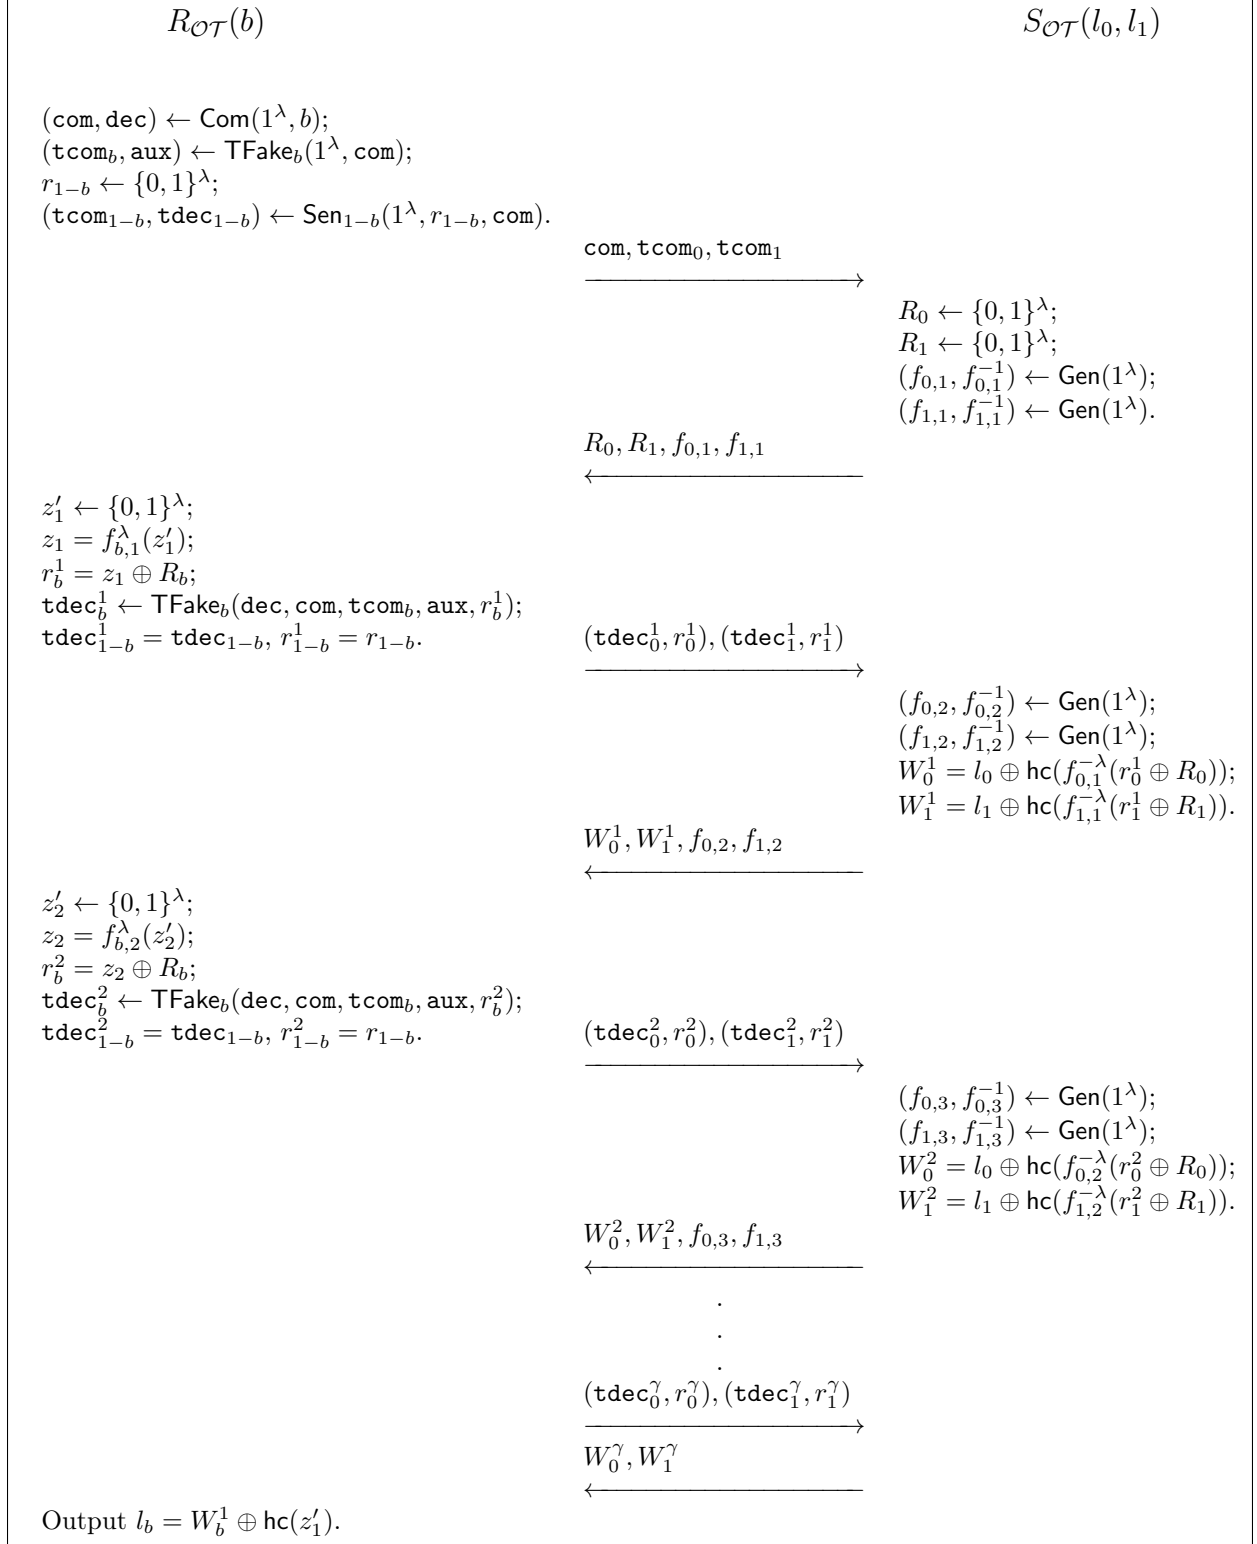 R_𝒪𝒯(b) S_𝒪𝒯(l_0, l_1)
(com, dec) ← Com(1^λ, b);
(tcom_b, aux) ← TFake_b(1^λ, com);
r_{1−b} ← {0, 1}^λ;
(tcom_{1−b}, tdec_{1−b}) ← Sen_{1−b}(1^λ, r_{1−b}, com).
com, tcom_0, tcom_1
R_0 ← {0, 1}^λ;
R_1 ← {0, 1}^λ;
(f_{0,1}, f_{0,1}^{−1}) ← Gen(1^λ);
(f_{1,1}, f_{1,1}^{−1}) ← Gen(1^λ).
R_0, R_1, f_{0,1}, f_{1,1}
z′_1 ← {0, 1}^λ;
z_1 = f_{b,1}^λ(z′_1);
r_b^1 = z_1 ⊕ R_b;
tdec_b^1 ← TFake_b(dec, com, tcom_b, aux, r_b^1);
tdec_{1−b}^1 = tdec_{1−b}, r_{1−b}^1 = r_{1−b}. (tdec_0^1, r_0^1), (tdec_1^1, r_1^1)
(f_{0,2}, f_{0,2}^{−1}) ← Gen(1^λ);
(f_{1,2}, f_{1,2}^{−1}) ← Gen(1^λ);
W_0^1 = l_0 ⊕ hc(f_{0,1}^{−λ}(r_0^1 ⊕ R_0));
W_1^1 = l_1 ⊕ hc(f_{1,1}^{−λ}(r_1^1 ⊕ R_1)).
W_0^1, W_1^1, f_{0,2}, f_{1,2}
z′_2 ← {0, 1}^λ;
z_2 = f_{b,2}^λ(z′_2);
r_b^2 = z_2 ⊕ R_b;
tdec_b^2 ← TFake_b(dec, com, tcom_b, aux, r_b^2);
tdec_{1−b}^2 = tdec_{1−b}, r_{1−b}^2 = r_{1−b}. (tdec_0^2, r_0^2), (tdec_1^2, r_1^2)
(f_{0,3}, f_{0,3}^{−1}) ← Gen(1^λ);
(f_{1,3}, f_{1,3}^{−1}) ← Gen(1^λ);
W_0^2 = l_0 ⊕ hc(f_{0,2}^{−λ}(r_0^2 ⊕ R_0));
W_1^2 = l_1 ⊕ hc(f_{1,2}^{−λ}(r_1^2 ⊕ R_1)).
W_0^2, W_1^2, f_{0,3}, f_{1,3}
.
.
.
(tdec_0^γ, r_0^γ), (tdec_1^γ, r_1^γ)
W_0^γ, W_1^γ
Output l_b = W_b^1 ⊕ hc(z′_1).